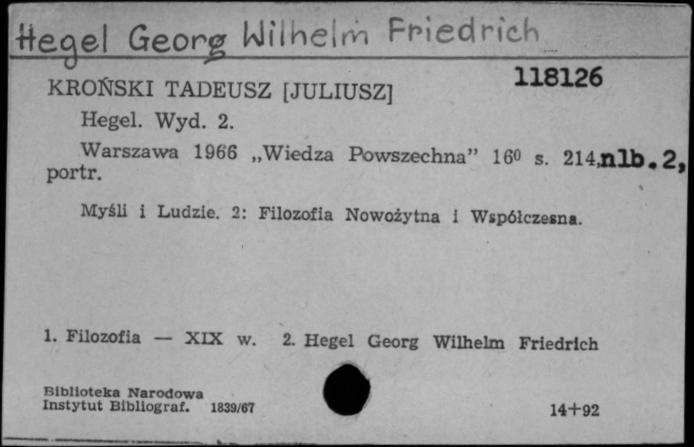 Hegel Georg Wilhelm Friedrich
118126
KROŃSKI TADEUSZ [JULIUSZ]
Hegel. Wyd. 2.
Warszawa 1966 „Wiedza Powszechna” 16⁰ s. 214,nlb.2,
portr.
Myśli i Ludzie. 2: Filozofia Nowożytna i Współczesna.
1. Filozofia — XIX w. 2. Hegel Georg Wilhelm Friedrich
Biblioteka Narodowa
Instytut Bibliograf. 1839/67
14+92